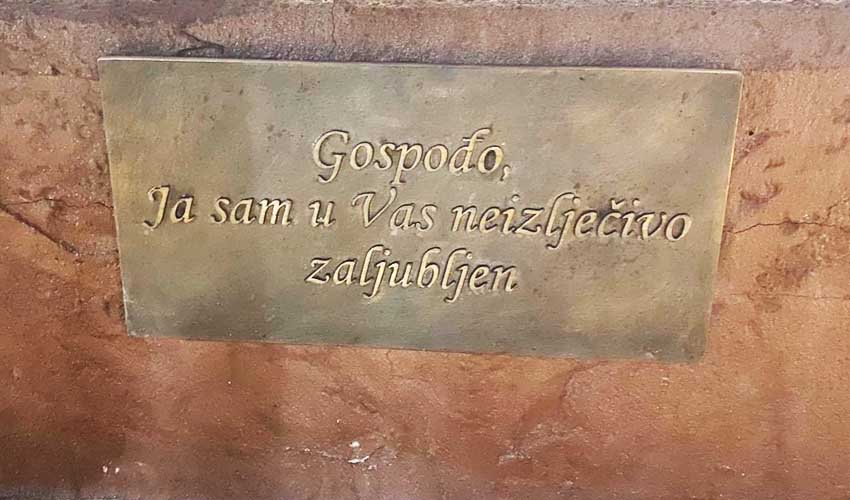 Gospođo,
Ja sam u Vas neizlječivo
zaljubljen